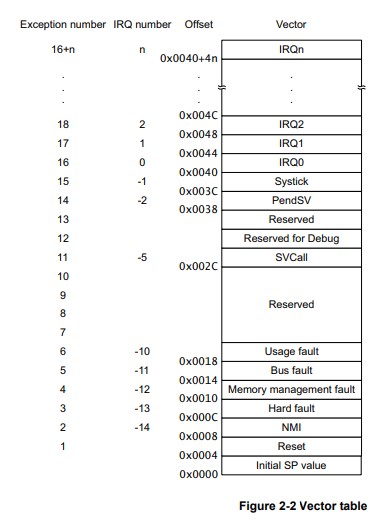 Exception number IRQ number Offset Vector
16+n n IRQn
0x0040+4n
. . . .
. . . .
. . . .
0x004C
18 2 IRQ2
0x0048
17 1 IRQ1
0x0044
16 0 IRQ0
0x0040
15 -1 Systick
0x003C
14 -2 PendSV
0x0038
13 Reserved
12 Reserved for Debug
11 -5 SVCall
0x002C
10
9
Reserved
8
7
6 -10 Usage fault
0x0018
5 -11 Bus fault
0x0014
4 -12 Memory management fault
0x0010
3 -13 Hard fault
0x000C
2 -14 NMI
0x0008
1 Reset
0x0004
Initial SP value
0x0000
Figure 2-2 Vector table